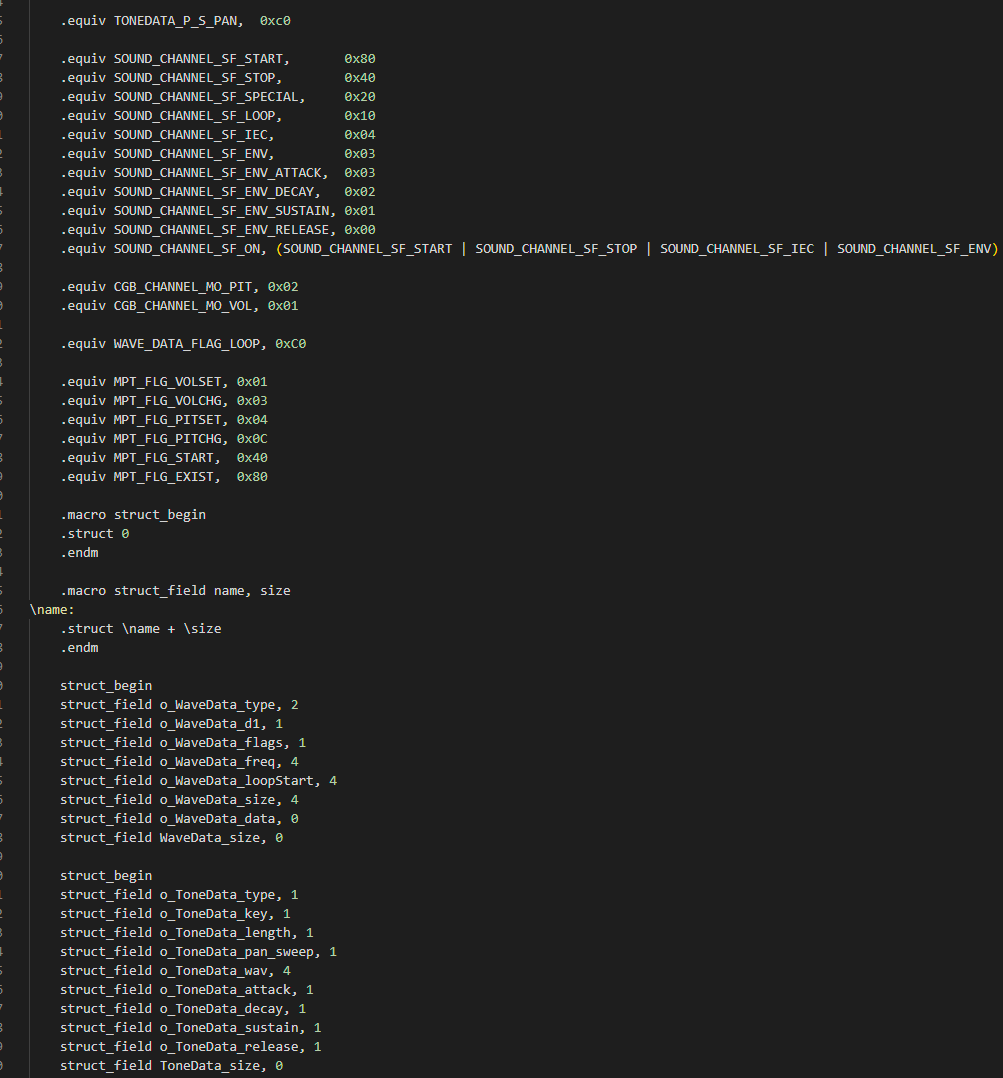 .equiv TONEDATA_P_S_PAN,  0xc0
.equiv SOUND_CHANNEL_SF_START,       0x80
.equiv SOUND_CHANNEL_SF_STOP,        0x40
.equiv SOUND_CHANNEL_SF_SPECIAL,     0x20
.equiv SOUND_CHANNEL_SF_LOOP,        0x10
.equiv SOUND_CHANNEL_SF_IEC,         0x04
.equiv SOUND_CHANNEL_SF_ENV,         0x03
.equiv SOUND_CHANNEL_SF_ENV_ATTACK,  0x03
.equiv SOUND_CHANNEL_SF_ENV_DECAY,   0x02
.equiv SOUND_CHANNEL_SF_ENV_SUSTAIN, 0x01
.equiv SOUND_CHANNEL_SF_ENV_RELEASE, 0x00
.equiv SOUND_CHANNEL_SF_ON, (SOUND_CHANNEL_SF_START | SOUND_CHANNEL_SF_STOP | SOUND_CHANNEL_SF_IEC | SOUND_CHANNEL_SF_ENV)
.equiv CGB_CHANNEL_MO_PIT, 0x02
.equiv CGB_CHANNEL_MO_VOL, 0x01
.equiv WAVE_DATA_FLAG_LOOP, 0xC0
.equiv MPT_FLG_VOLSET, 0x01
.equiv MPT_FLG_VOLCHG, 0x03
.equiv MPT_FLG_PITSET, 0x04
.equiv MPT_FLG_PITCHG, 0x0C
.equiv MPT_FLG_START,  0x40
.equiv MPT_FLG_EXIST,  0x80
.macro struct_begin
.struct 0
.endm
.macro struct_field name, size
\name:
.struct \name + \size
.endm
struct_begin
struct_field o_WaveData_type, 2
struct_field o_WaveData_d1, 1
struct_field o_WaveData_flags, 1
struct_field o_WaveData_freq, 4
struct_field o_WaveData_loopStart, 4
struct_field o_WaveData_size, 4
struct_field o_WaveData_data, 0
struct_field WaveData_size, 0
struct_begin
struct_field o_ToneData_type, 1
struct_field o_ToneData_key, 1
struct_field o_ToneData_length, 1
struct_field o_ToneData_pan_sweep, 1
struct_field o_ToneData_wav, 4
struct_field o_ToneData_attack, 1
struct_field o_ToneData_decay, 1
struct_field o_ToneData_sustain, 1
struct_field o_ToneData_release, 1
struct_field ToneData_size, 0